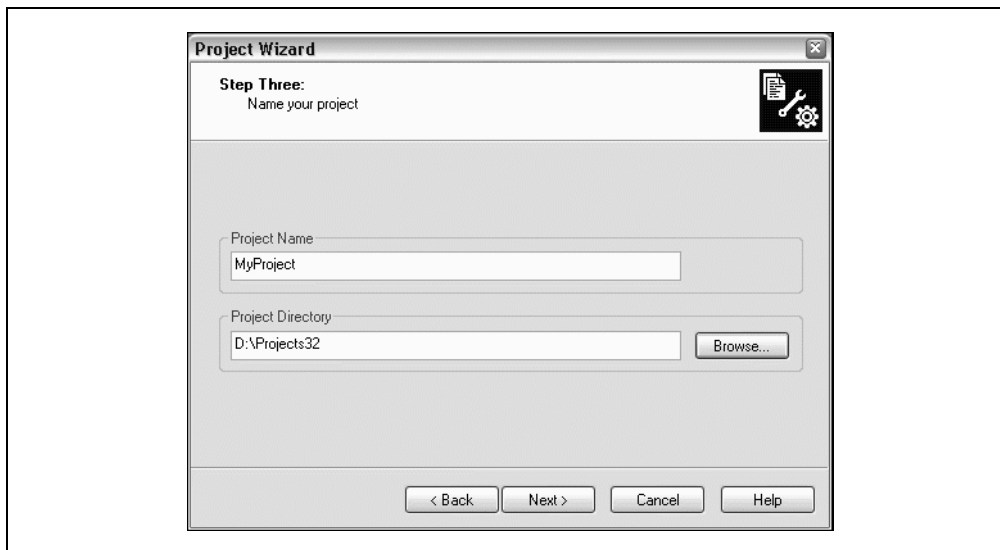 Project Wizard
Step Three:
Name your project
Project Name
MyProject
Project Directory
D:\Projects32
Browse...
< Back
Next >
Cancel
Help